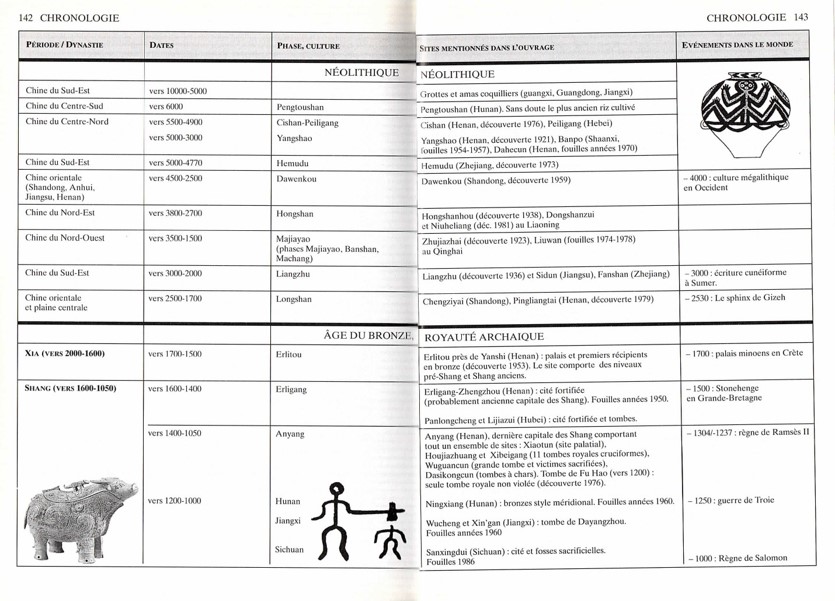 142 CHRONOLOGIE
CHRONOLOGIE 143
PÉRIODE / DYNASTIE DATES PHASE, CULTURE SITES MENTIONNÉS DANS L'OUVRAGE EVÉNEMENTS DANS LE MONDE
NÉOLITHIQUE NÉOLITHIQUE
Chine du Sud-Est vers 10000-5000 Grottes et amas coquilliers (guangxi, Guangdong, Jiangxi)
Chine du Centre-Sud vers 6000 Pengtoushan Pengtoushan (Hunan). Sans doute le plus ancien riz cultivé
Chine du Centre-Nord vers 5500-4900 Cishan-Peiligang Cishan (Henan, découverte 1976), Peiligang (Hebei)
vers 5000-3000 Yangshao Yangshao (Henan, découverte 1921), Banpo (Shaanxi,
fouilles 1954-1957), Dahecun (Henan, fouilles années 1970)
Chine du Sud-Est vers 5000-4770 Hemudu Hemudu (Zhejiang, découverte 1973)
Chine orientale vers 4500-2500 Dawenkou Dawenkou (Shandong, découverte 1959) – 4000 : culture mégalithique
(Shandong, Anhui, en Occident
Jiangsu, Henan)
Chine du Nord-Est vers 3800-2700 Hongshan Hongshanhou (découverte 1938), Dongshanzui
et Niuheliang (déc. 1981) au Liaoning
Chine du Nord-Ouest vers 3500-1500 Majiayao Zhujiazhai (découverte 1923), Liuwan (fouilles 1974-1978)
(phases Majiayao, Banshan, au Qinghai
Machang)
Chine du Sud-Est vers 3000-2000 Liangzhu Liangzhu (découverte 1936) et Sidun (Jiangsu), Fanshan (Zhejiang) – 3000 : écriture cunéiforme
à Sumer.
Chine orientale vers 2500-1700 Longshan Chengziyai (Shandong), Pingliangtai (Henan, découverte 1979) – 2530 : Le sphinx de Gizeh
et plaine centrale
ÂGE DU BRONZE, ROYAUTÉ ARCHAIQUE
XIA (VERS 2000-1600) vers 1700-1500 Erlitou Erlitou près de Yanshi (Henan) : palais et premiers récipients – 1700 : palais minoens en Crète
en bronze (découverte 1953). Le site comporte des niveaux
pré-Shang et Shang anciens.
SHANG (VERS 1600-1050) vers 1600-1400 Erligang Erligang-Zhengzhou (Henan) : cité fortifiée – 1500 : Stonehenge
(probablement ancienne capitale des Shang). Fouilles années 1950. en Grande-Bretagne
Panlongcheng et Lijiazui (Hubei) : cité fortifiée et tombes.
vers 1400-1050 Anyang Anyang (Henan), dernière capitale des Shang comportant – 1304/-1237 : règne de Ramsès II
tout un ensemble de sites : Xiaotun (site palatial),
Houjiazhuang et Xibeigang (11 tombes royales cruciformes),
Wuguancun (grande tombe et victimes sacrifiées),
Dasikongcun (tombes à chars). Tombe de Fu Hao (vers 1200) :
seule tombe royale non violée (découverte 1976).
vers 1200-1000 Hunan Ningxiang (Hunan) : bronzes style méridional. Fouilles années 1960. – 1250 : guerre de Troie
Jiangxi Wucheng et Xin'gan (Jiangxi) : tombe de Dayangzhou.
Fouilles années 1960
Sichuan Sanxingdui (Sichuan) : cité et fosses sacrificielles.
Fouilles 1986 – 1000 : Règne de Salomon